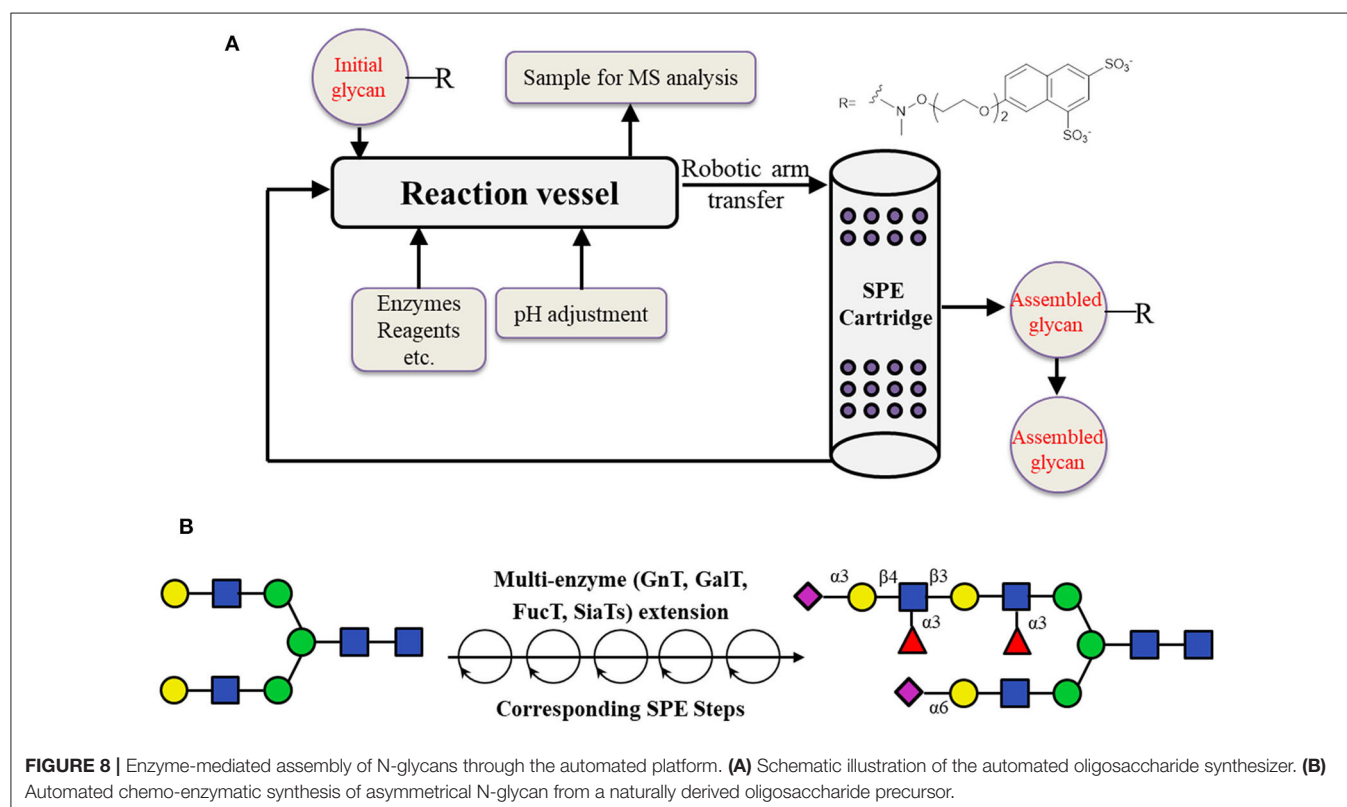 A
Initial
glycan
R
Sample for MS analysis
R=
N
O
O
2
SO₃⁻
SO₃⁻
Reaction vessel
Robotic arm
transfer
Enzymes
Reagents
etc.
pH adjustment
SPE
Cartridge
Assembled
glycan
R
Assembled
glycan
B
Multi-enzyme (GnT, GalT,
FucT, SiaTs) extension
Corresponding SPE Steps
α3
β4
β3
α3
α3
α6
FIGURE 8 | Enzyme-mediated assembly of N-glycans through the automated platform. (A) Schematic illustration of the automated oligosaccharide synthesizer. (B)
Automated chemo-enzymatic synthesis of asymmetrical N-glycan from a naturally derived oligosaccharide precursor.